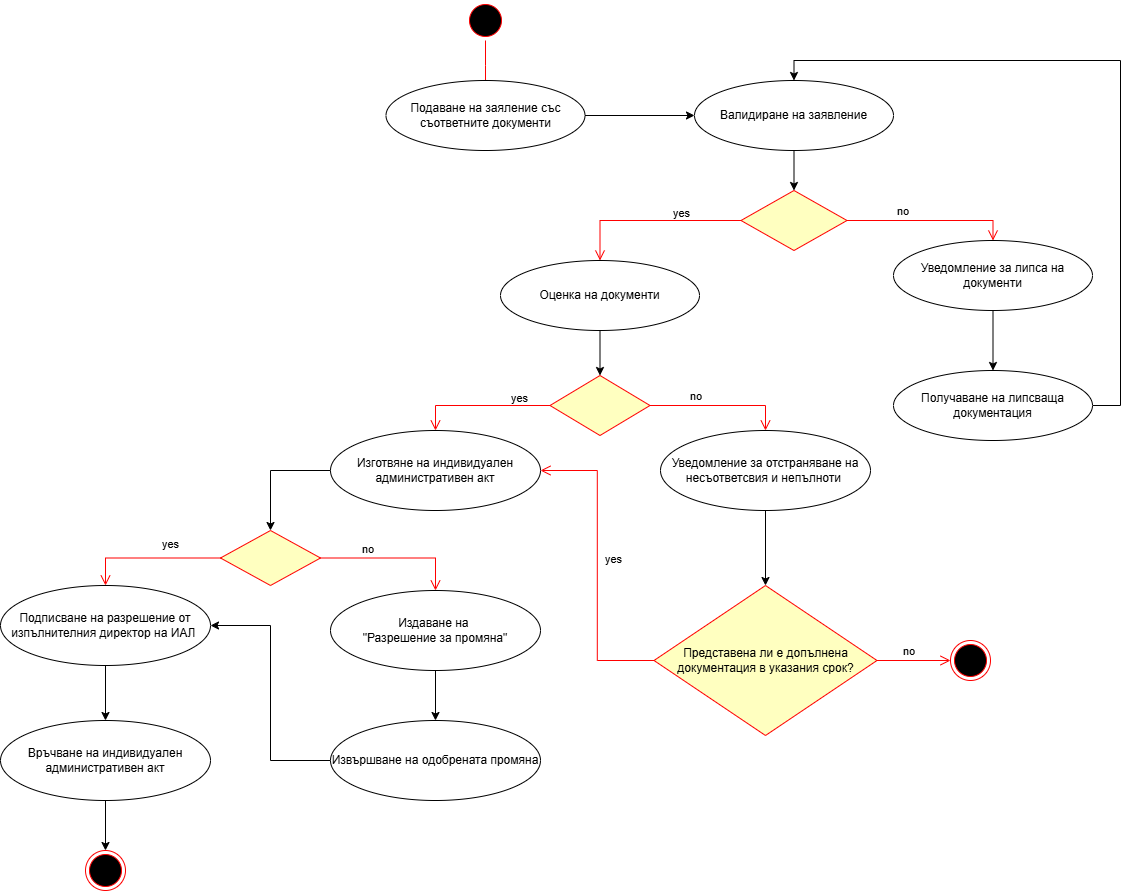 Подаване на заяление със
съответните документи
Валидиране на заявление
yes
no
Оценка на документи
Уведомление за липса на
документи
Получаване на липсваща
документация
yes
no
Изготвяне на индивидуален
административен акт
Уведомление за отстраняване на
несъответсвия и непълноти
yes
no
yes
Подписване на разрешение от
изпълнителния директор на ИАЛ
Издаване на
"Разрешение за промяна"
Представена ли е допълнена
документация в указания срок?
no
Връчване на индивидуален
административен акт
Извършване на одобрената промяна